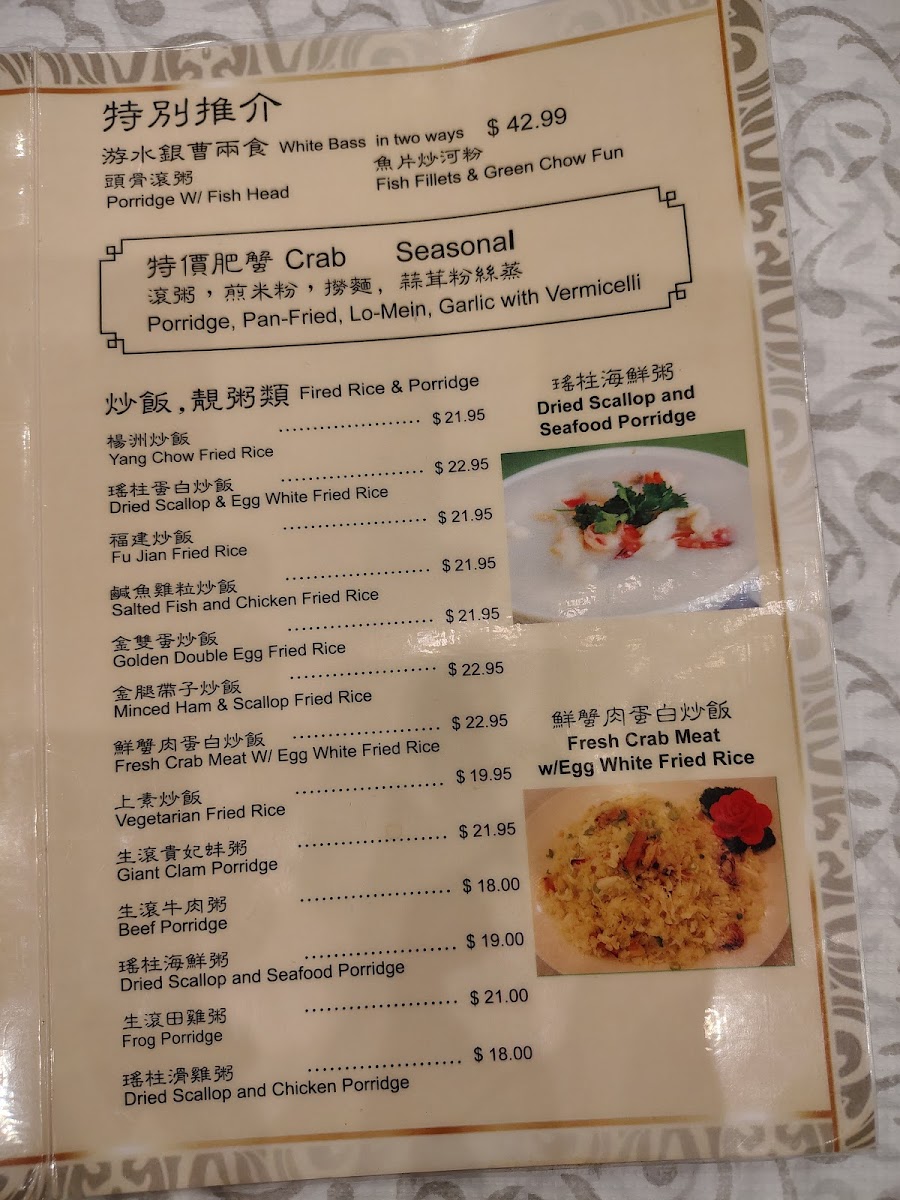 特別推介
游水銀曹兩食 White Bass in two ways $ 42.99
頭骨滾粥 魚片炒河粉
Porridge W/ Fish Head Fish Fillets & Green Chow Fun
特價肥蟹 Crab Seasonal
滾粥，煎米粉，撈麵, 蒜茸粉絲蒸
Porridge, Pan-Fried, Lo-Mein, Garlic with Vermicelli
炒飯,靚粥類 Fired Rice & Porridge
楊洲炒飯 .................... $ 21.95
Yang Chow Fried Rice
瑤柱蛋白炒飯 .................... $ 22.95
Dried Scallop & Egg White Fried Rice
福建炒飯 .................... $ 21.95
Fu Jian Fried Rice
鹹魚雞粒炒飯 .................... $ 21.95
Salted Fish and Chicken Fried Rice
金雙蛋炒飯 .................... $ 21.95
Golden Double Egg Fried Rice
金腿帶子炒飯 .................... $ 22.95
Minced Ham & Scallop Fried Rice
鮮蟹肉蛋白炒飯 .................... $ 22.95
Fresh Crab Meat W/ Egg White Fried Rice
上素炒飯 .................... $ 19.95
Vegetarian Fried Rice
生滾貴妃蚌粥 .................... $ 21.95
Giant Clam Porridge
生滾牛肉粥 .................... $ 18.00
Beef Porridge
瑤柱海鮮粥 .................... $ 19.00
Dried Scallop and Seafood Porridge
生滾田雞粥 .................... $ 21.00
Frog Porridge
瑤柱滑雞粥 .................... $ 18.00
Dried Scallop and Chicken Porridge
瑤柱海鮮粥
Dried Scallop and
Seafood Porridge
鮮蟹肉蛋白炒飯
Fresh Crab Meat
w/Egg White Fried Rice